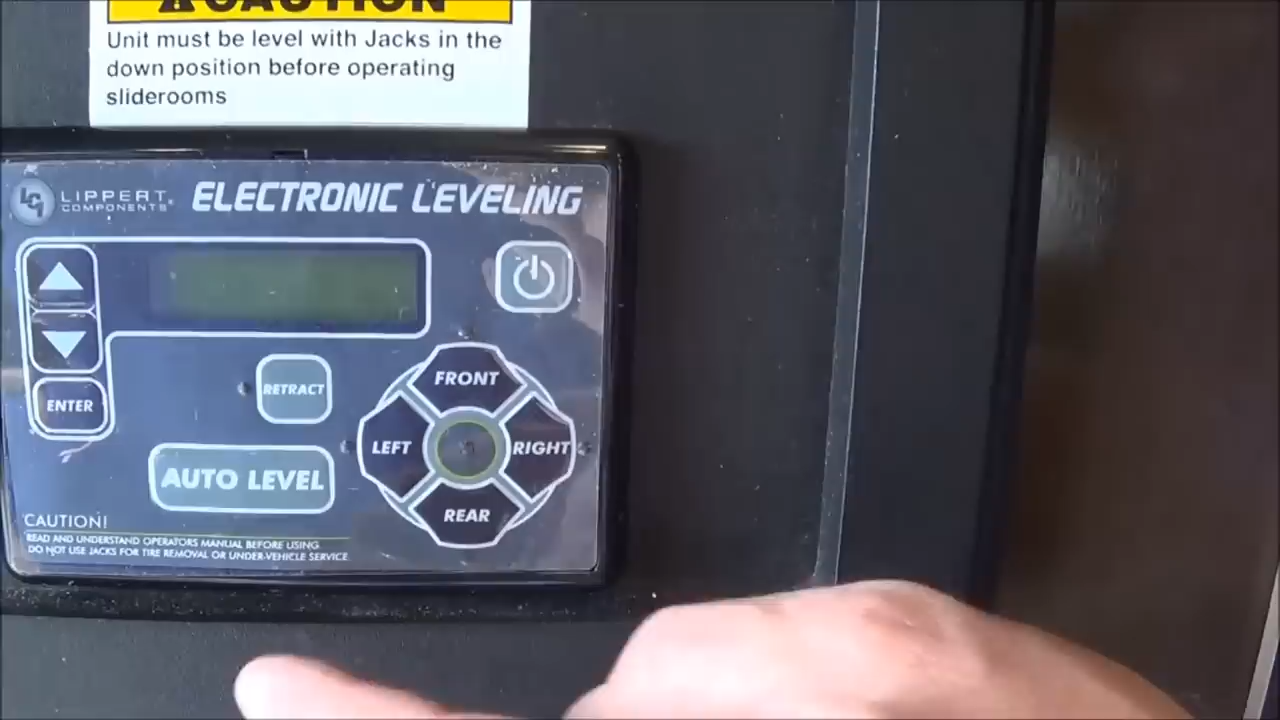 CAUTION
Unit must be level with Jacks in the
down position before operating
sliderooms
LCI LIPPERT COMPONENTS ELECTRONIC LEVELING
FRONT
RETRACT
ENTER
LEFT
RIGHT
AUTO LEVEL
REAR
CAUTION!
READ AND UNDERSTAND OPERATORS MANUAL BEFORE USING.
DO NOT USE JACKS FOR TIRE REMOVAL OR UNDER-VEHICLE SERVICE.